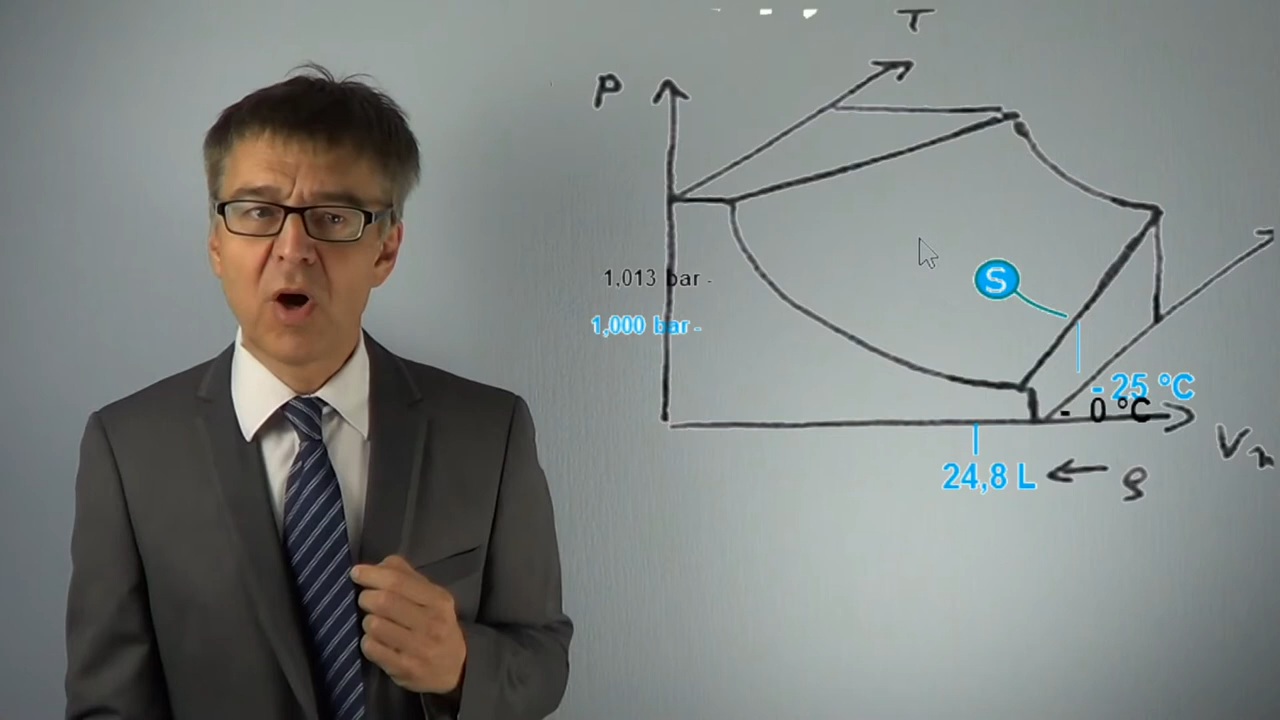 T
P
1,013 bar -
S
1,000 bar -
- 25 °C
- 0 °C
V
24,8 L ← ρ